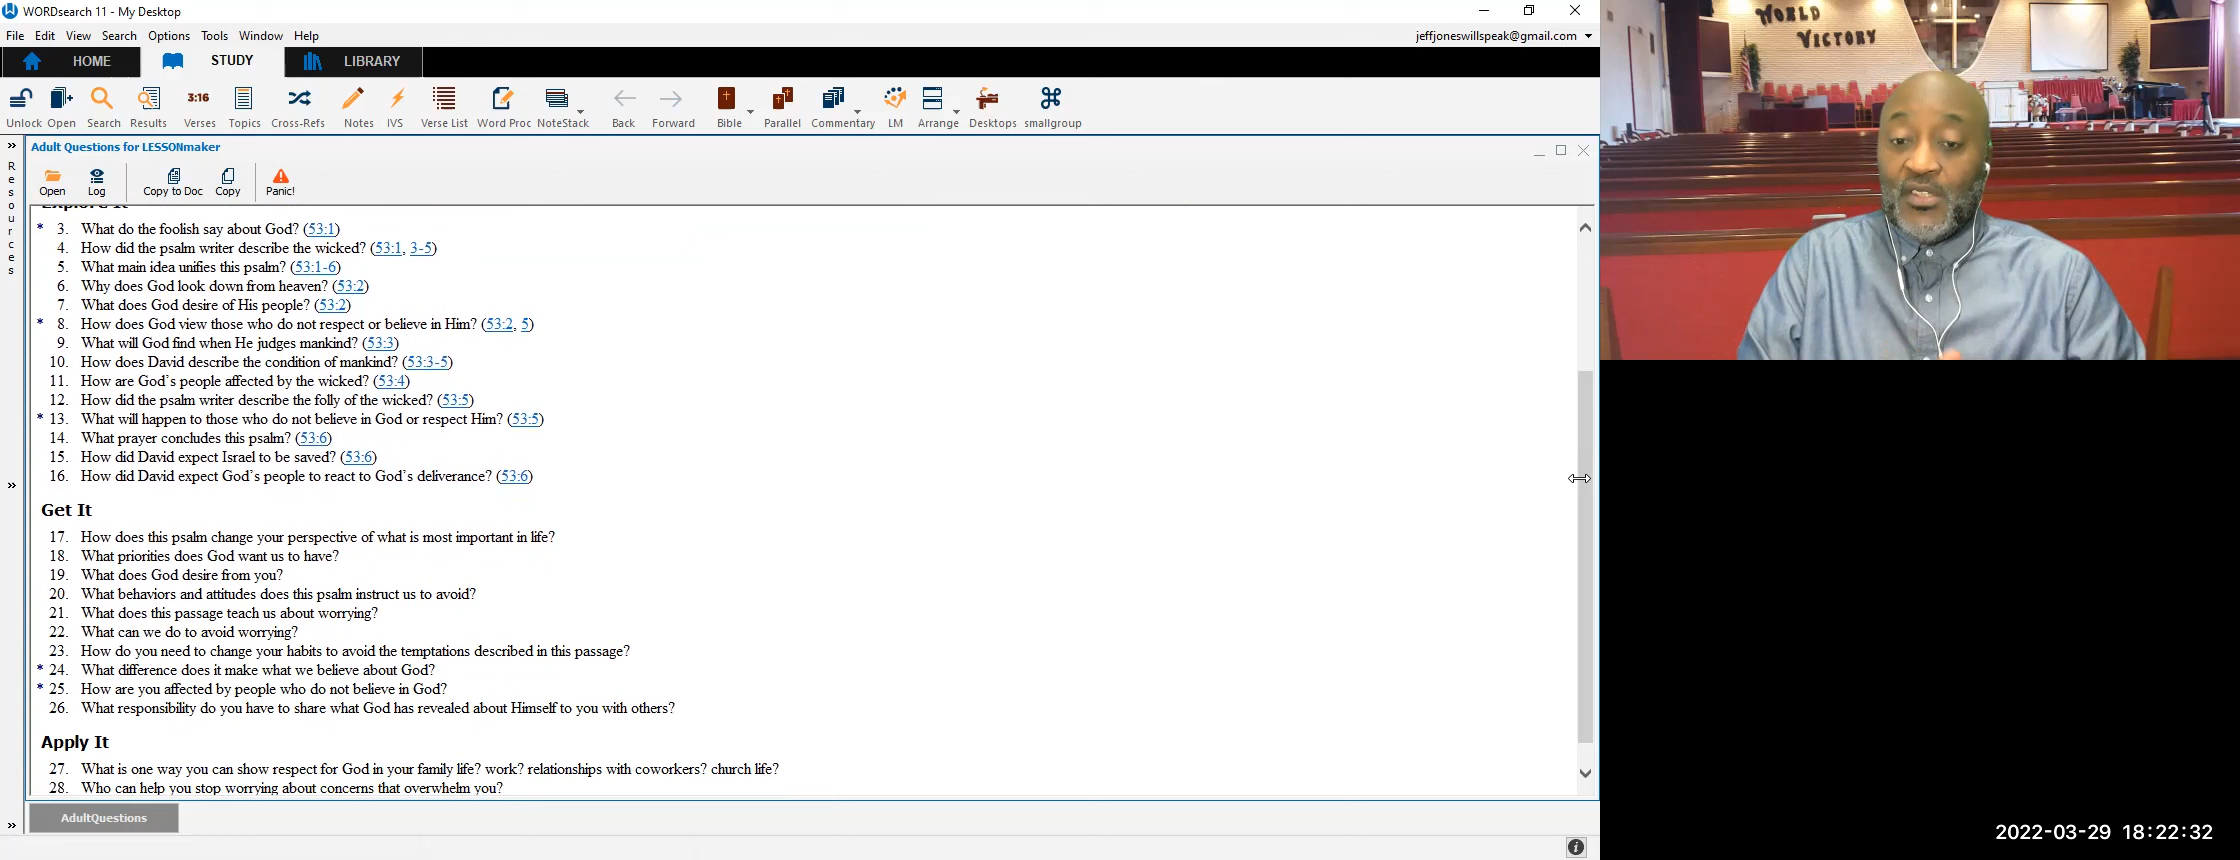 WORDsearch 11 - My Desktop
File Edit View Search Options Tools Window Help
jeffjoneswillspeak@gmail.com
HOME STUDY LIBRARY
3:16
Unlock Open Search Results Verses Topics Cross-Refs Notes IVS Verse List Word Proc NoteStack Back Forward Bible Parallel Commentary LM Arrange Desktops smallgroup
Resources
Adult Questions for LESSONmaker
Open Log Copy to Doc Copy Panic!
Explore It
* 3. What do the foolish say about God? (53:1)
4. How did the psalm writer describe the wicked? (53:1, 3-5)
5. What main idea unifies this psalm? (53:1-6)
6. Why does God look down from heaven? (53:2)
7. What does God desire of His people? (53:2)
* 8. How does God view those who do not respect or believe in Him? (53:2, 5)
9. What will God find when He judges mankind? (53:3)
10. How does David describe the condition of mankind? (53:3-5)
11. How are God's people affected by the wicked? (53:4)
12. How did the psalm writer describe the folly of the wicked? (53:5)
* 13. What will happen to those who do not believe in God or respect Him? (53:5)
14. What prayer concludes this psalm? (53:6)
15. How did David expect Israel to be saved? (53:6)
16. How did David expect God's people to react to God's deliverance? (53:6)
Get It
17. How does this psalm change your perspective of what is most important in life?
18. What priorities does God want us to have?
19. What does God desire from you?
20. What behaviors and attitudes does this psalm instruct us to avoid?
21. What does this passage teach us about worrying?
22. What can we do to avoid worrying?
23. How do you need to change your habits to avoid the temptations described in this passage?
* 24. What difference does it make what we believe about God?
* 25. How are you affected by people who do not believe in God?
26. What responsibility do you have to share what God has revealed about Himself to you with others?
Apply It
27. What is one way you can show respect for God in your family life? work? relationships with coworkers? church life?
28. Who can help you stop worrying about concerns that overwhelm you?
AdultQuestions
WORLD
VICTORY
2022-03-29 18:22:32